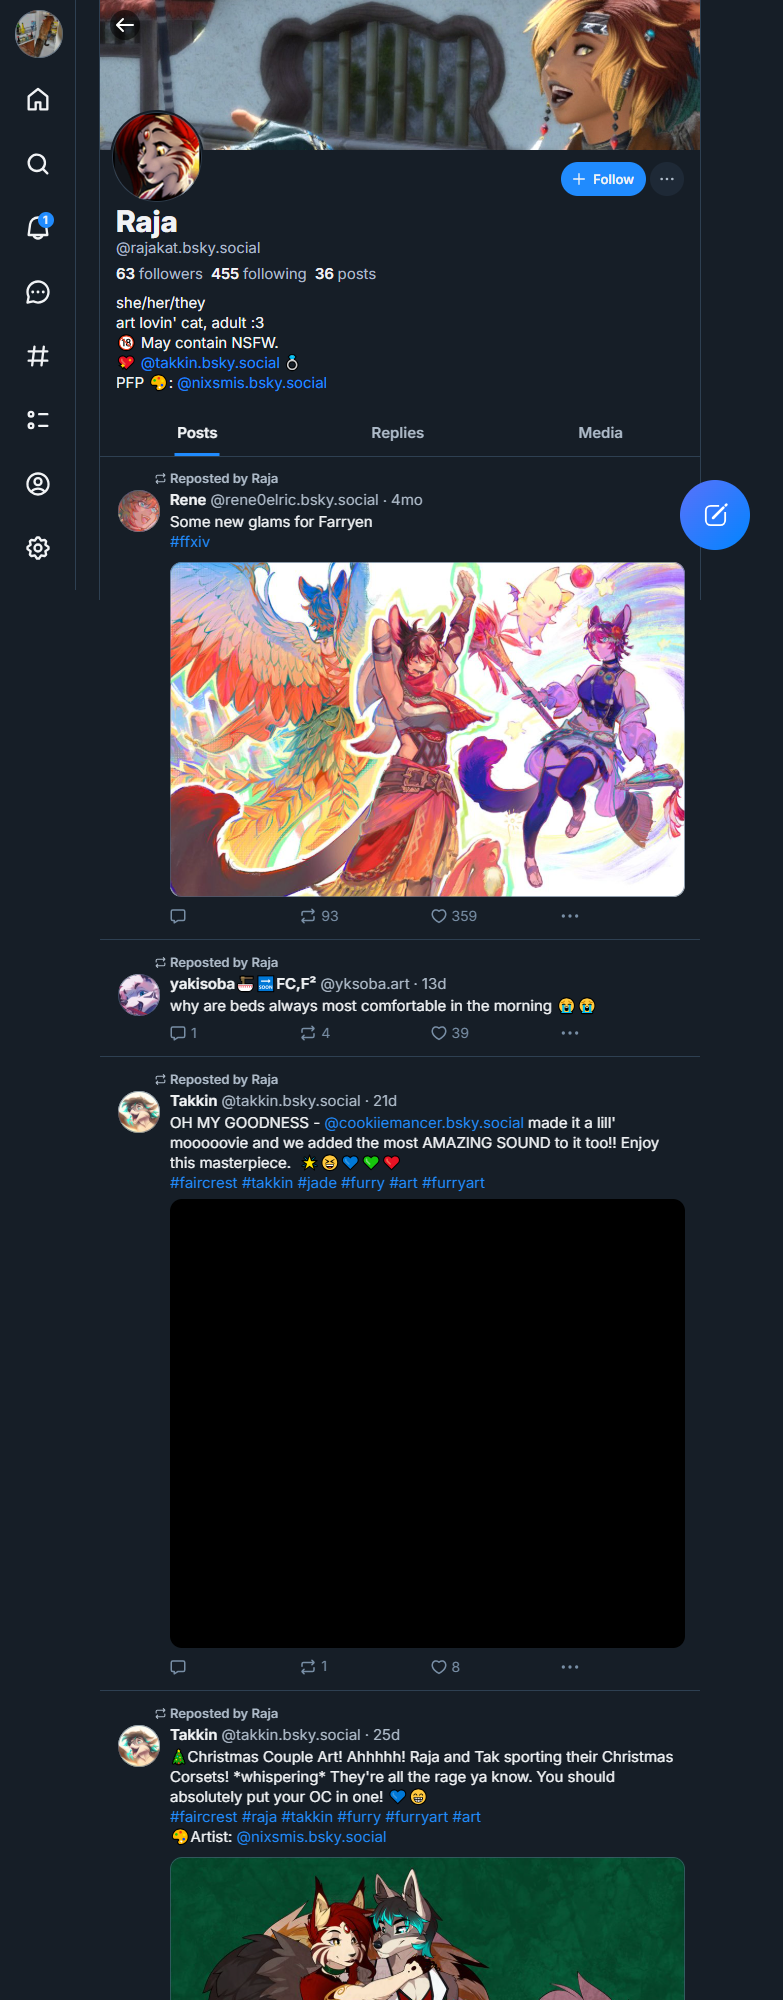 1
Follow
Raja
@rajakat.bsky.social
63 followers 455 following 36 posts
she/her/they
art lovin' cat, adult :3
🔞 May contain NSFW.
💖 @takkin.bsky.social 💍
PFP 🎨: @nixsmis.bsky.social
Posts Replies Media
Reposted by Raja
Rene @rene0elric.bsky.social · 4mo
Some new glams for Farryen
#ffxiv
93 359
Reposted by Raja
yakisoba 🔜 FC,F² @yksoba.art · 13d
why are beds always most comfortable in the morning 😭😭
1 4 39
Reposted by Raja
Takkin @takkin.bsky.social · 21d
OH MY GOODNESS - @cookiiemancer.bsky.social made it a lill'
mooooovie and we added the most AMAZING SOUND to it too!! Enjoy
this masterpiece. 🌟😆💙💚❤️
#faircrest #takkin #jade #furry #art #furryart
1 8
Reposted by Raja
Takkin @takkin.bsky.social · 25d
🎄Christmas Couple Art! Ahhhhh! Raja and Tak sporting their Christmas
Corsets! *whispering* They're all the rage ya know. You should
absolutely put your OC in one! 💙😁
#faircrest #raja #takkin #furry #furryart #art
🎨Artist: @nixsmis.bsky.social